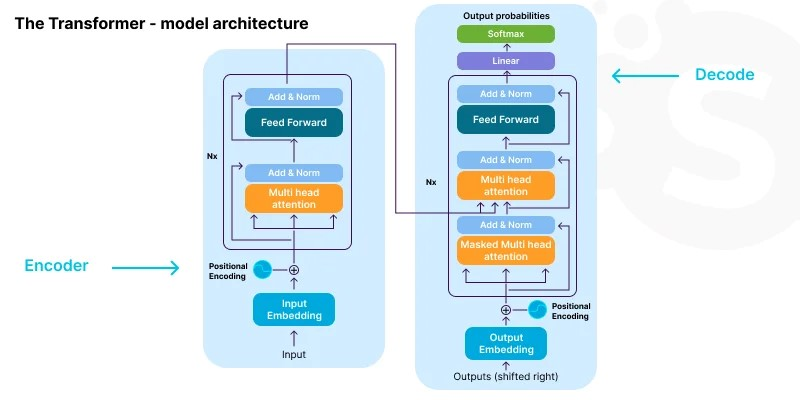 The Transformer - model architecture
Encoder
Add & Norm
Feed Forward
Nx
Add & Norm
Multi head
attention
Positional
Encoding
Input
Embedding
Input
Output probabilities
Softmax
Linear
Add & Norm
Feed Forward
Add & Norm
Nx
Multi head
attention
Add & Norm
Masked Multi head
attention
Positional
Encoding
Output
Embedding
Outputs (shifted right)
Decode
S